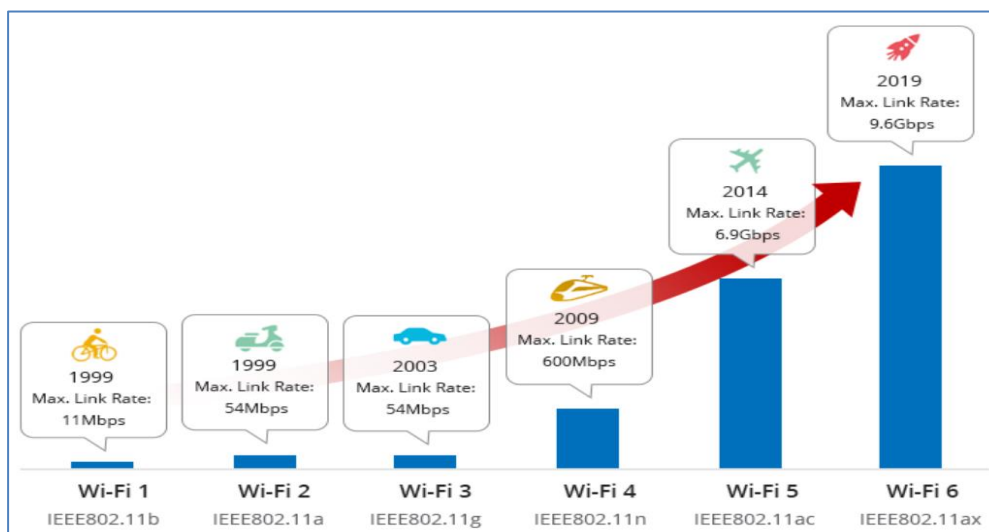 1999
Max. Link Rate:
11Mbps
1999
Max. Link Rate:
54Mbps
2003
Max. Link Rate:
54Mbps
2009
Max. Link Rate:
600Mbps
2014
Max. Link Rate:
6.9Gbps
2019
Max. Link Rate:
9.6Gbps
Wi-Fi 1
IEEE802.11b
Wi-Fi 2
IEEE802.11a
Wi-Fi 3
IEEE802.11g
Wi-Fi 4
IEEE802.11n
Wi-Fi 5
IEEE802.11ac
Wi-Fi 6
IEEE802.11ax